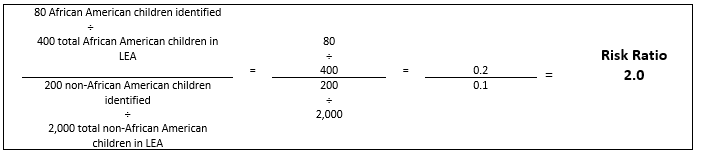 80 African American children identified
÷
400 total African American children in
LEA
200 non-African American children
identified
÷
2,000 total non-African American
children in LEA
=
80
÷
400
200
÷
2,000
=
0.2
0.1
=
Risk Ratio
2.0